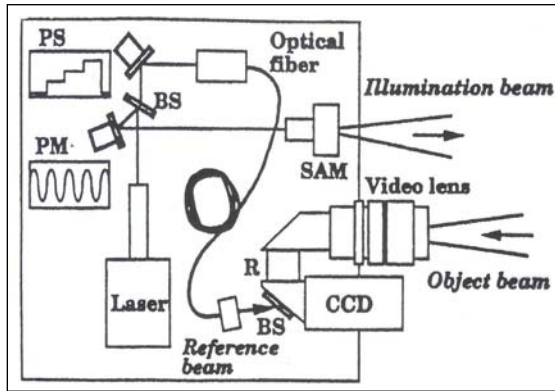 PS
BS
Optical
fiber
Illumination beam
PM
SAM
Video lens
R
Object beam
Laser
BS
CCD
Reference
beam